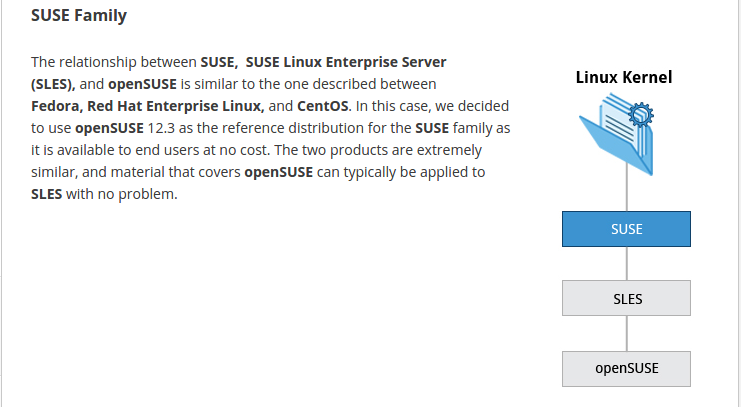 SUSE Family
The relationship between SUSE, SUSE Linux Enterprise Server
(SLES), and openSUSE is similar to the one described between
Fedora, Red Hat Enterprise Linux, and CentOS. In this case, we decided
to use openSUSE 12.3 as the reference distribution for the SUSE family as
it is available to end users at no cost. The two products are extremely
similar, and material that covers openSUSE can typically be applied to
SLES with no problem.
Linux Kernel
SUSE
SLES
openSUSE